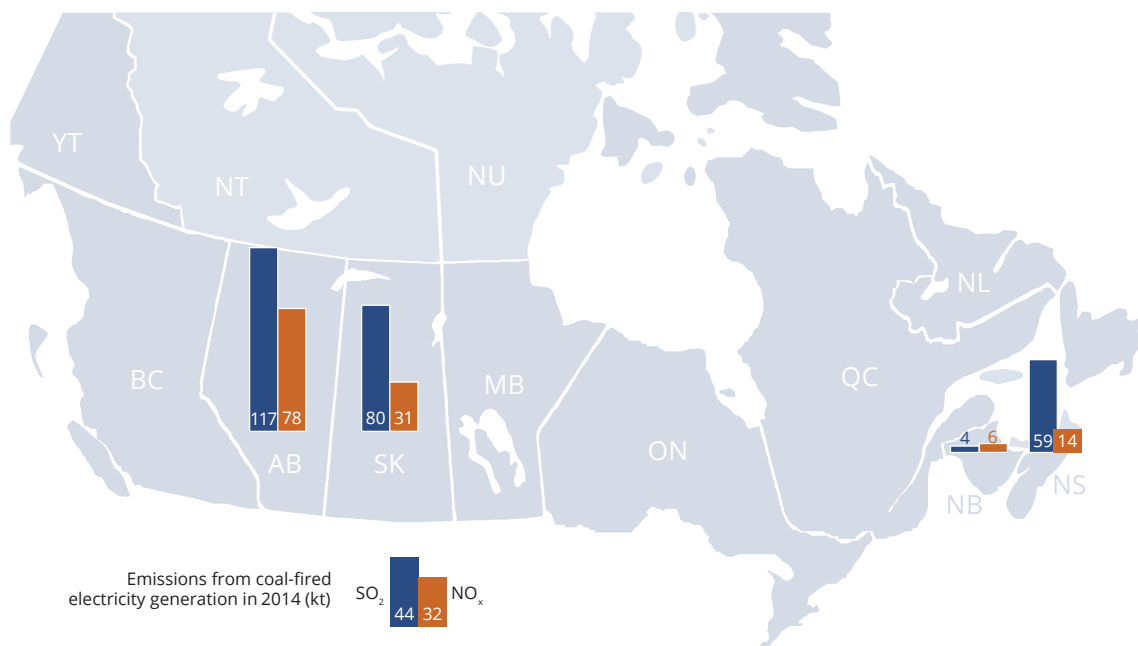 YT
NT
NU
NL
BC
117 78
AB
80 31
SK
MB
ON
QC
4 6
NB
59 14
NS
Emissions from coal-fired
electricity generation in 2014 (kt)
SO₂ 44 32 NOₓ